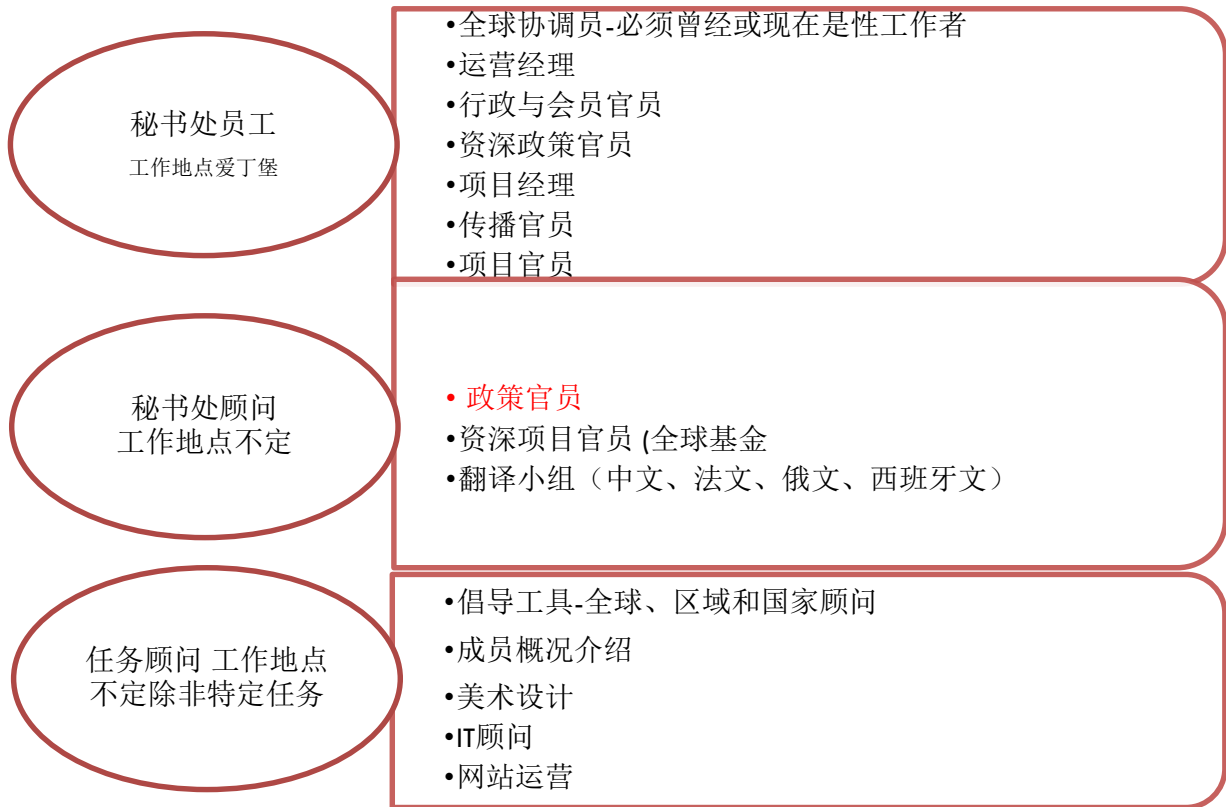 秘书处员工
工作地点爱丁堡
•全球协调员-必须曾经或现在是性工作者
•运营经理
•行政与会员官员
•资深政策官员
•项目经理
•传播官员
•项目官员
秘书处顾问
工作地点不定
• 政策官员
•资深项目官员 (全球基金
•翻译小组（中文、法文、俄文、西班牙文）
任务顾问 工作地点
不定除非特定任务
•倡导工具-全球、区域和国家顾问
•成员概况介绍
•美术设计
•IT顾问
•网站运营